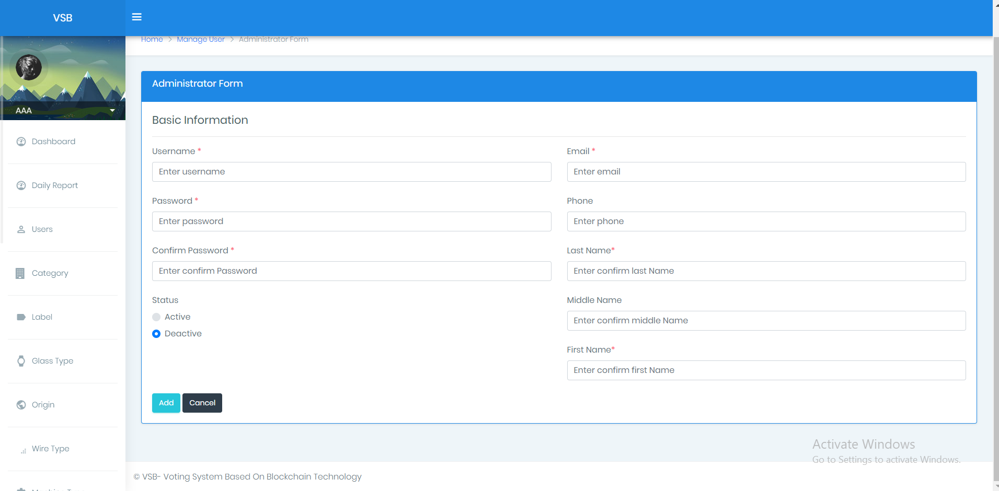 VSB
Home > Manage User > Administrator Form
AAA
Dashboard
Daily Report
Users
Category
Label
Glass Type
Origin
Wire Type
Administrator Form
Basic Information
Username *
Enter username
Password *
Enter password
Confirm Password *
Enter confirm Password
Status
Active
Deactive
Email *
Enter email
Phone
Enter phone
Last Name*
Enter confirm last Name
Middle Name
Enter confirm middle Name
First Name*
Enter confirm first Name
Add Cancel
Activate Windows
Go to Settings to activate Windows.
© VSB- Voting System Based On Blockchain Technology